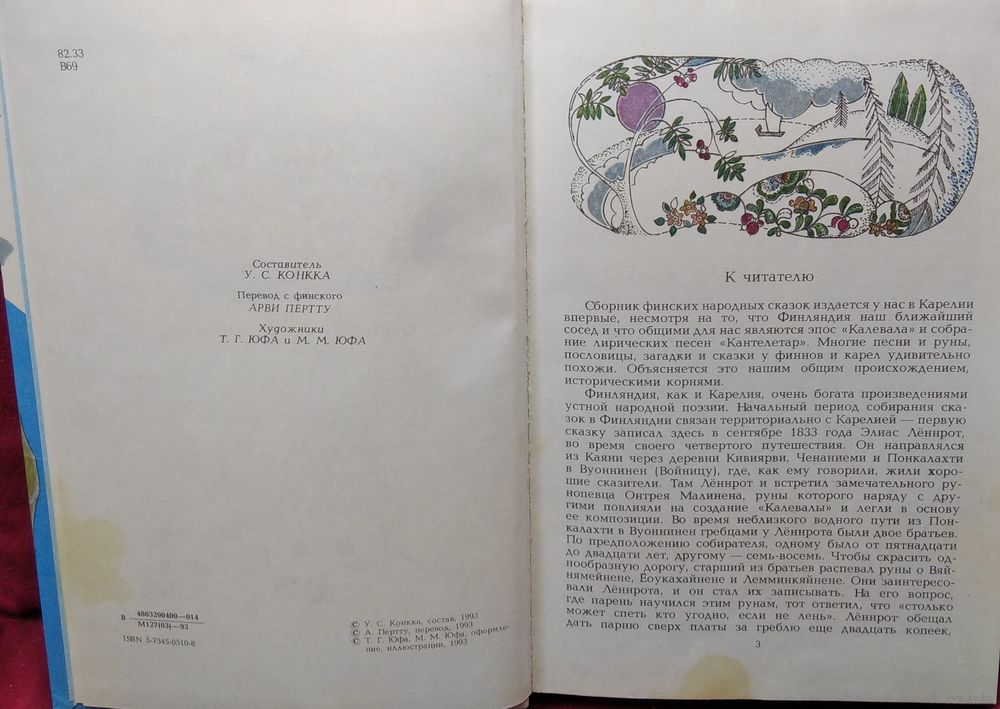 82.33
В69
Составитель
У. С. КОНККА
Перевод с финского
АРВИ ПЕРТТУ
Художники
Т. Г. ЮФА и М. М. ЮФА
В 4803290400—014
М127(03)—93
ISBN 5-7545-0510-8
© У. С. Конкка, состав, 1993
© А. Пертту, перевод, 1993
© Т. Г. Юфа, М. М. Юфа, оформле-
ние, иллюстрации, 1993
К читателю
Сборник финских народных сказок издается у нас в Карелии
впервые, несмотря на то, что Финляндия наш ближайший
сосед и что общими для нас являются эпос «Калевала» и собра-
ние лирических песен «Кантелетар». Многие песни и руны,
пословицы, загадки и сказки у финнов и карел удивительно
похожи. Объясняется это нашим общим происхождением,
историческими корнями.
Финляндия, как и Карелия, очень богата произведениями
устной народной поэзии. Начальный период собирания ска-
зок в Финляндии связан территориально с Карелией — первую
сказку записал здесь в сентябре 1833 года Элиас Лённрот,
во время своего четвертого путешествия. Он направлялся
из Каяни через деревни Кивиярви, Ченаниеми и Понкалахти
в Вуоннинен (Войницу), где, как ему говорили, жили хоро-
шие сказители. Там Лённрот и встретил замечательного ру-
нопевца Онтрея Малинена, руны которого наряду с дру-
гими повлияли на создание «Калевалы» и легли в основу
ее композиции. Во время неблизкого водного пути из Пон-
калахти в Вуоннинен гребцами у Лённрота были двое братьев.
По предположению собирателя, одному было от пятнадцати
до двадцати лет, другому — семь-восемь. Чтобы скрасить од-
нообразную дорогу, старший из братьев распевал руны о Вяй-
нямейнене, Ёоукахайнене и Лемминкяйнене. Они заинтересо-
вали Лённрота, и он стал их записывать. На его вопрос,
где парень научился этим рунам, тот ответил, что «столько
может спеть кто угодно, если не лень». Лённрот обещал
дать парню сверх платы за греблю еще двадцать копеек,
3